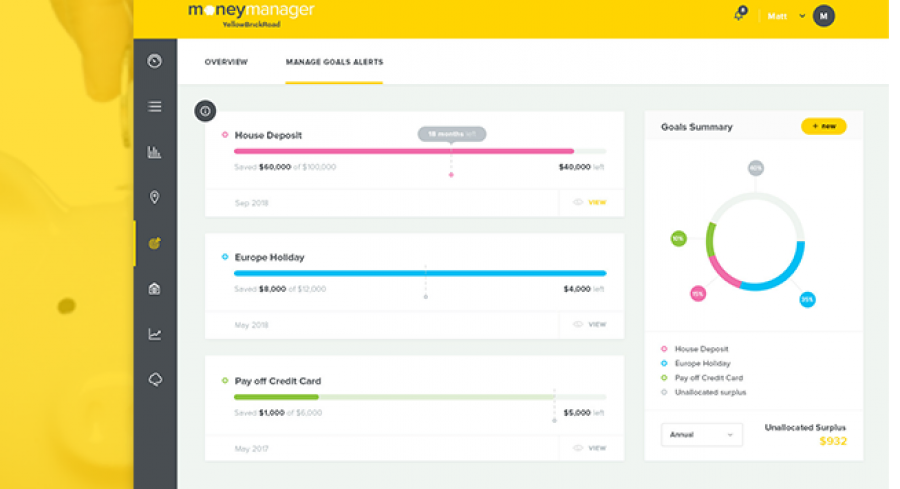 moneymanager
YellowBrickRoad
Matt
M
OVERVIEW
MANAGE GOALS ALERTS
House Deposit
18 months left
Saved $60,000 of $100,000
$40,000 left
Sep 2018
VIEW
Europe Holiday
Saved $8,000 of $12,000
$4,000 left
May 2018
VIEW
Pay off Credit Card
Saved $1,000 of $6,000
$5,000 left
May 2017
VIEW
Goals Summary
+ new
40%
10%
15%
35%
House Deposit
Europe Holiday
Pay off Credit Card
Unallocated surplus
Annual
Unallocated Surplus
$932